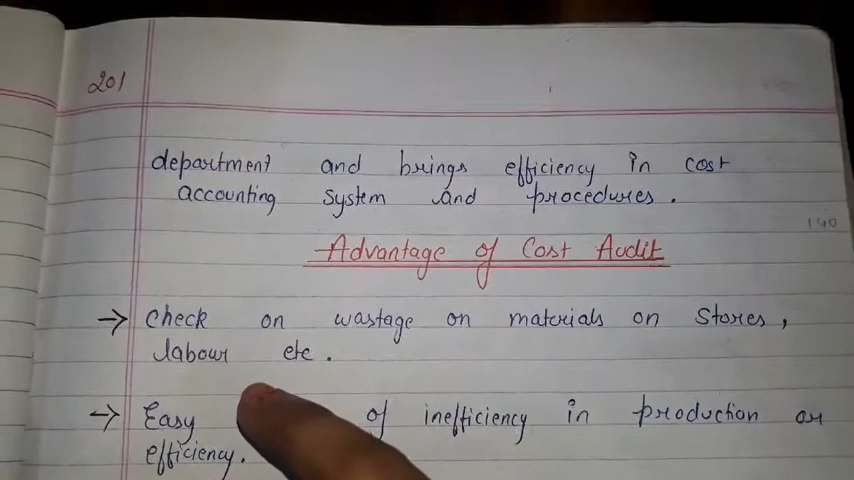 201
department and brings efficiency in cost
accounting system and procedures.
Advantage of Cost Audit
140
→ Check on wastage on materials on Stores,
labour etc.
→ Easy of inefficiency in production or
efficiency.